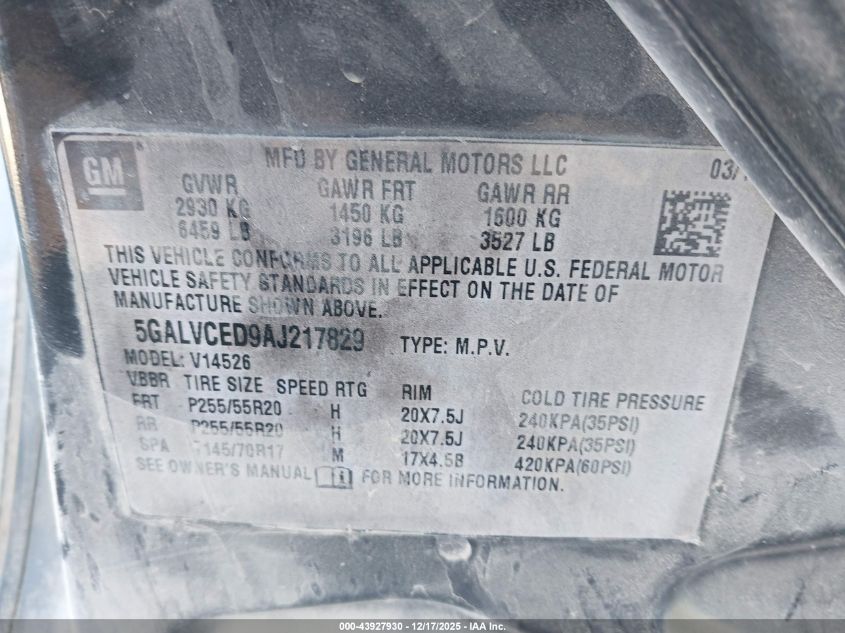 GM
MFD BY GENERAL MOTORS LLC 03/
GVWR GAWR FRT GAWR RR
2930 KG 1450 KG 1600 KG
6459 LB 3196 LB 3527 LB
THIS VEHICLE CONFORMS TO ALL APPLICABLE U.S. FEDERAL MOTOR
VEHICLE SAFETY STANDARDS IN EFFECT ON THE DATE OF
MANUFACTURE SHOWN ABOVE.
5GALVCED9AJ217829 TYPE: M.P.V.
MODEL: V14526
VBBR TIRE SIZE SPEED RTG RIM COLD TIRE PRESSURE
FRT P255/55R20 H 20X7.5J 240KPA(35PSI)
RR P255/55R20 H 20X7.5J 240KPA(35PSI)
SPA T145/70R17 M 17X4.5B 420KPA(60PSI)
SEE OWNER'S MANUAL FOR MORE INFORMATION.
000-43927930 - 12/17/2025 - IAA Inc.